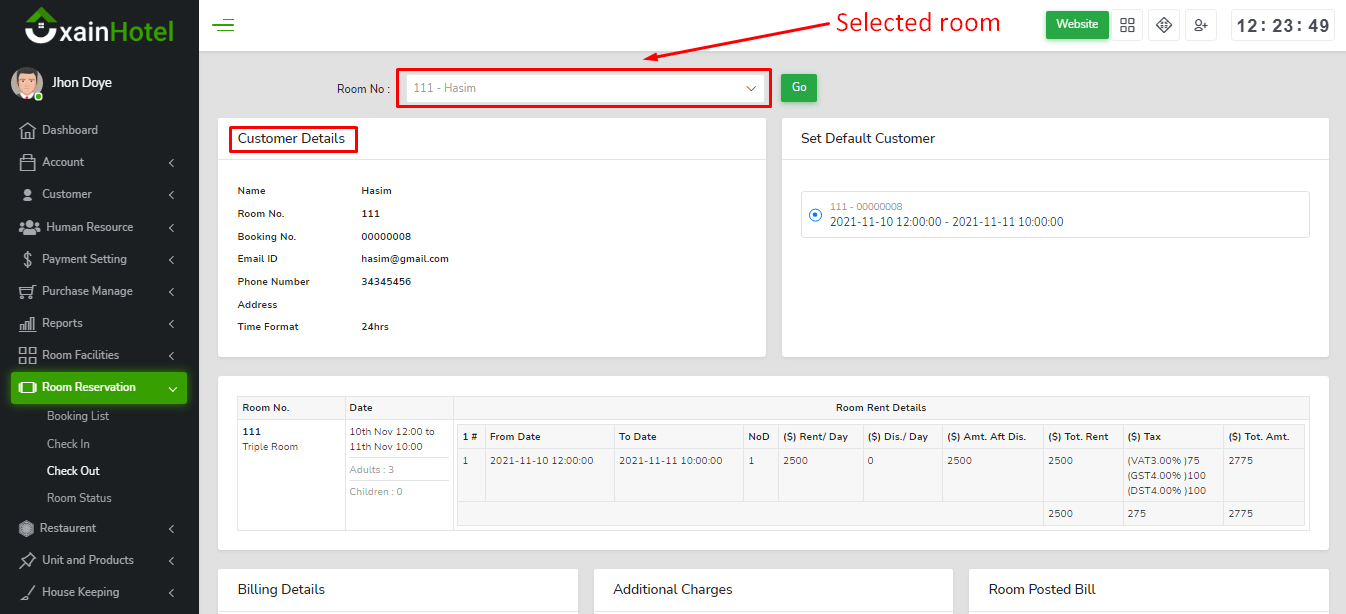 xainHotel
Selected room
Website
12: 23: 49
Jhon Doye
Room No :
111 - Hasim
Go
Dashboard
Account
Customer
Human Resource
Payment Setting
Purchase Manage
Reports
Room Facilities
Room Reservation
Booking List
Check In
Check Out
Room Status
Restaurent
Unit and Products
House Keeping
Customer Details
Name Hasim
Room No. 111
Booking No. 00000008
Email ID hasim@gmail.com
Phone Number 34345456
Address
Time Format 24hrs
Set Default Customer
111 - 00000008
2021-11-10 12:00:00 - 2021-11-11 10:00:00
Room No. Date Room Rent Details
111
Triple Room
10th Nov 12:00 to
11th Nov 10:00
Adults : 3
Children : 0
1 # From Date To Date NoD ($) Rent/ Day ($) Dis./ Day ($) Amt. Aft Dis. ($) Tot. Rent ($) Tax ($) Tot. Amt.
1 2021-11-10 12:00:00 2021-11-11 10:00:00 1 2500 0 2500 2500 (VAT3.00% )75 2775
(GST4.00% )100
(DST4.00% )100
2500 275 2775
Billing Details
Additional Charges
Room Posted Bill